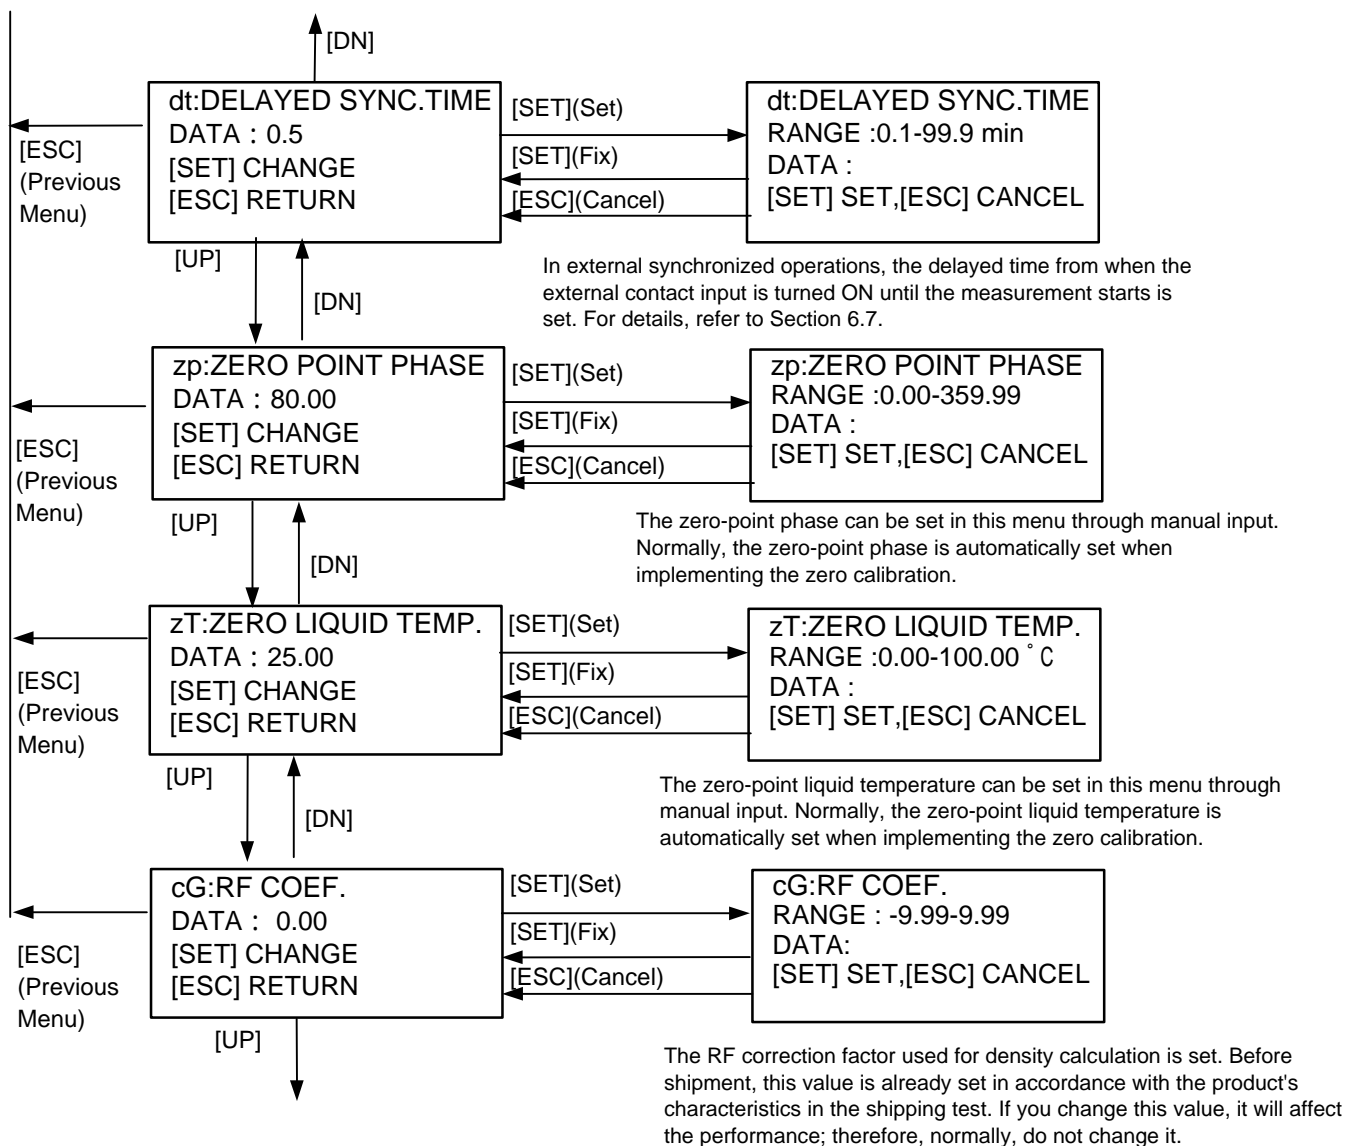 [DN]
dt:DELAYED SYNC.TIME
DATA : 0.5
[SET] CHANGE
[ESC] RETURN
[SET](Set)
[SET](Fix)
[ESC](Cancel)
dt:DELAYED SYNC.TIME
RANGE :0.1-99.9 min
DATA :
[SET] SET,[ESC] CANCEL
[ESC]
(Previous
Menu)
[UP]
[DN]
In external synchronized operations, the delayed time from when the
external contact input is turned ON until the measurement starts is
set. For details, refer to Section 6.7.
zp:ZERO POINT PHASE
DATA : 80.00
[SET] CHANGE
[ESC] RETURN
[SET](Set)
[SET](Fix)
[ESC](Cancel)
zp:ZERO POINT PHASE
RANGE :0.00-359.99
DATA :
[SET] SET,[ESC] CANCEL
[ESC]
(Previous
Menu)
[UP]
[DN]
The zero-point phase can be set in this menu through manual input.
Normally, the zero-point phase is automatically set when
implementing the zero calibration.
zT:ZERO LIQUID TEMP.
DATA : 25.00
[SET] CHANGE
[ESC] RETURN
[SET](Set)
[SET](Fix)
[ESC](Cancel)
zT:ZERO LIQUID TEMP.
RANGE :0.00-100.00 °C
DATA :
[SET] SET,[ESC] CANCEL
[ESC]
(Previous
Menu)
[UP]
[DN]
The zero-point liquid temperature can be set in this menu through
manual input. Normally, the zero-point liquid temperature is
automatically set when implementing the zero calibration.
cG:RF COEF.
DATA : 0.00
[SET] CHANGE
[ESC] RETURN
[SET](Set)
[SET](Fix)
[ESC](Cancel)
cG:RF COEF.
RANGE : -9.99-9.99
DATA:
[SET] SET,[ESC] CANCEL
[ESC]
(Previous
Menu)
[UP]
The RF correction factor used for density calculation is set. Before
shipment, this value is already set in accordance with the product's
characteristics in the shipping test. If you change this value, it will affect
the performance; therefore, normally, do not change it.